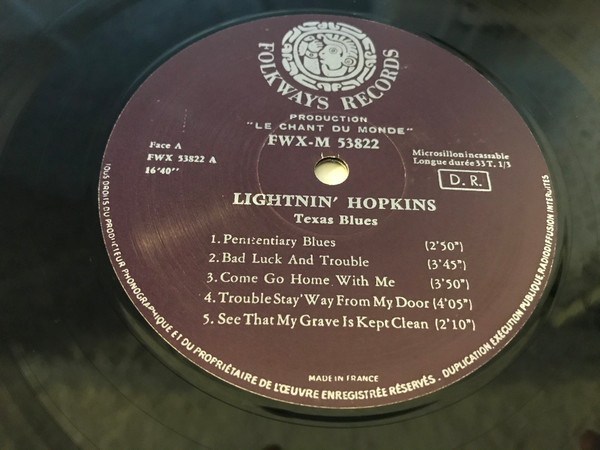 FOLKWAYS RECORDS
PRODUCTION
"LE CHANT DU MONDE"
FWX-M 53822
Face A
FWX 53822 A
16'40''
Microsillon incassable
Longue durée 33 T. 1/3
D. R.
LIGHTNIN' HOPKINS
Texas Blues
1. Penitentiary Blues (2'50")
2. Bad Luck And Trouble (3'45")
3. Come Go Home With Me (3'50")
4. Trouble Stay' Way From My Door (4'05")
5. See That My Grave Is Kept Clean (2'10")
MADE IN FRANCE
TOUS DROITS DU PRODUCTEUR PHONOGRAPHIQUE ET DU PROPRIÉTAIRE DE L'ŒUVRE ENREGISTRÉE RÉSERVÉS. DUPLICATION, EXÉCUTION PUBLIQUE, RADIODIFFUSION INTERDITES